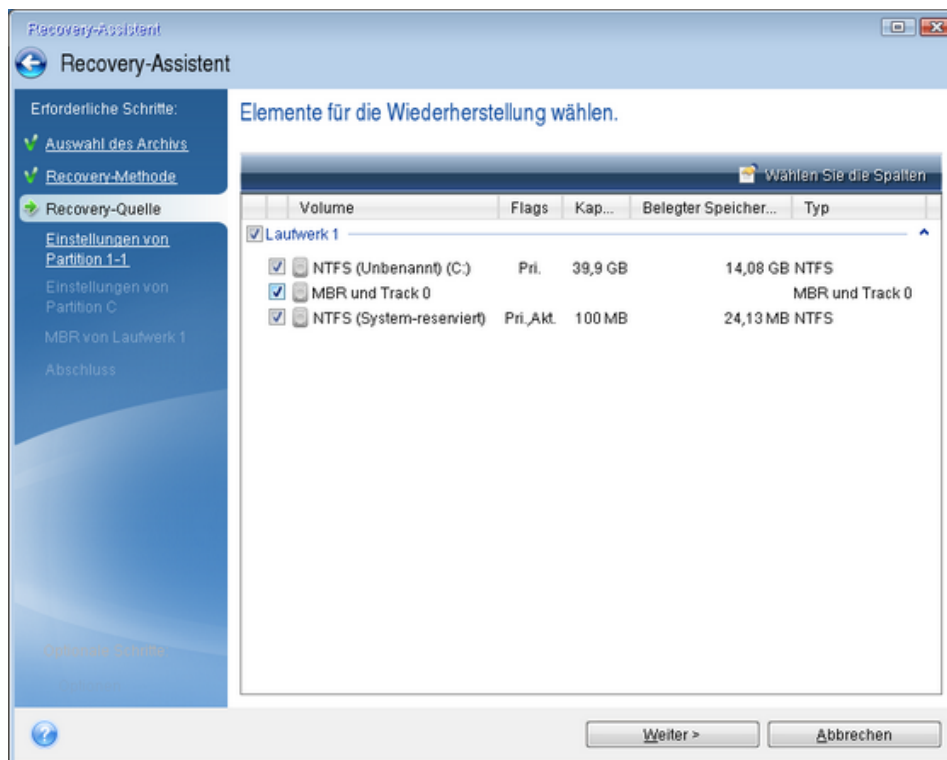 Recovery-Assistent
Recovery-Assistent
Erforderliche Schritte:
Auswahl des Archivs
Recovery-Methode
Recovery-Quelle
Einstellungen von
Partition 1-1
Einstellungen von
Partition C
MBR von Laufwerk 1
Abschluss
Optionale Schritte:
Elemente für die Wiederherstellung wählen.
Wählen Sie die Spalten
Volume Flags Kap... Belegter Speicher... Typ
Laufwerk 1
NTFS (Unbenannt) (C:) Pri. 39,9 GB 14,08 GB NTFS
MBR und Track 0 MBR und Track 0
NTFS (System-reserviert) Pri.,Akt. 100 MB 24,13 MB NTFS
Weiter >
Abbrechen